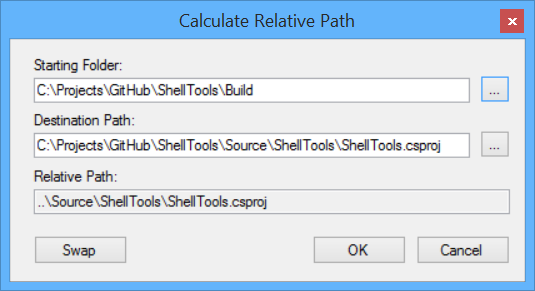 Calculate Relative Path
Starting Folder:
C:\Projects\GitHub\ShellTools\Build
...
Destination Path:
C:\Projects\GitHub\ShellTools\Source\ShellTools\ShellTools.csproj
...
Relative Path:
..\Source\ShellTools\ShellTools.csproj
Swap OK Cancel